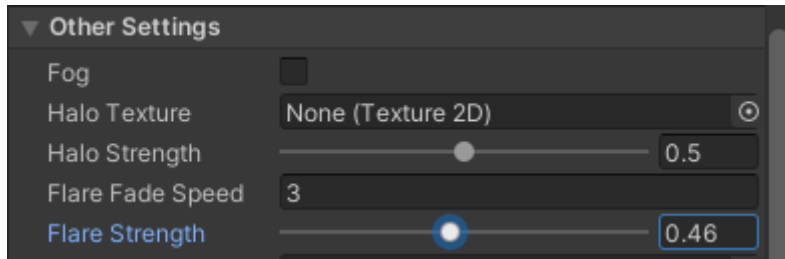 Other Settings
Fog
Halo Texture None (Texture 2D)
Halo Strength 0.5
Flare Fade Speed 3
Flare Strength 0.46